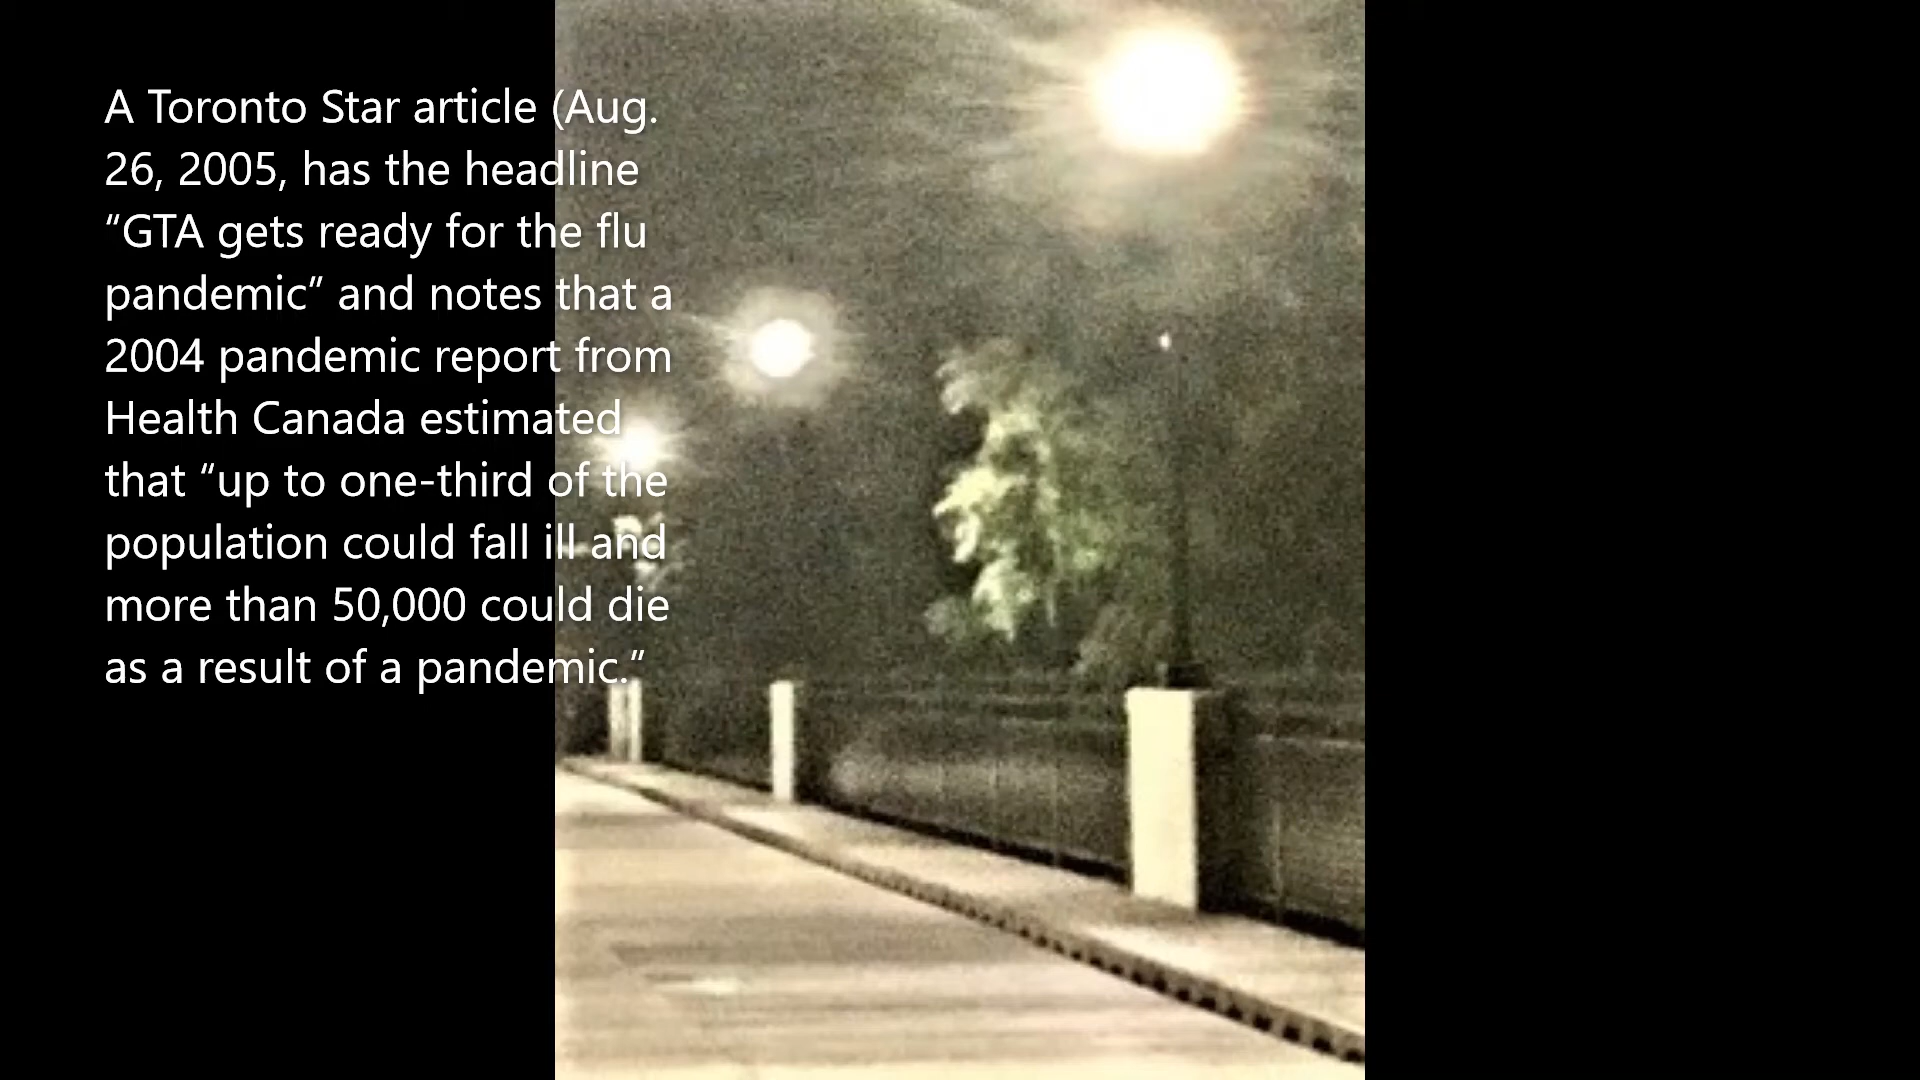 A Toronto Star article (Aug.
26, 2005, has the headline
“GTA gets ready for the flu
pandemic” and notes that a
2004 pandemic report from
Health Canada estimated
that “up to one-third of the
population could fall ill and
more than 50,000 could die
as a result of a pandemic.”